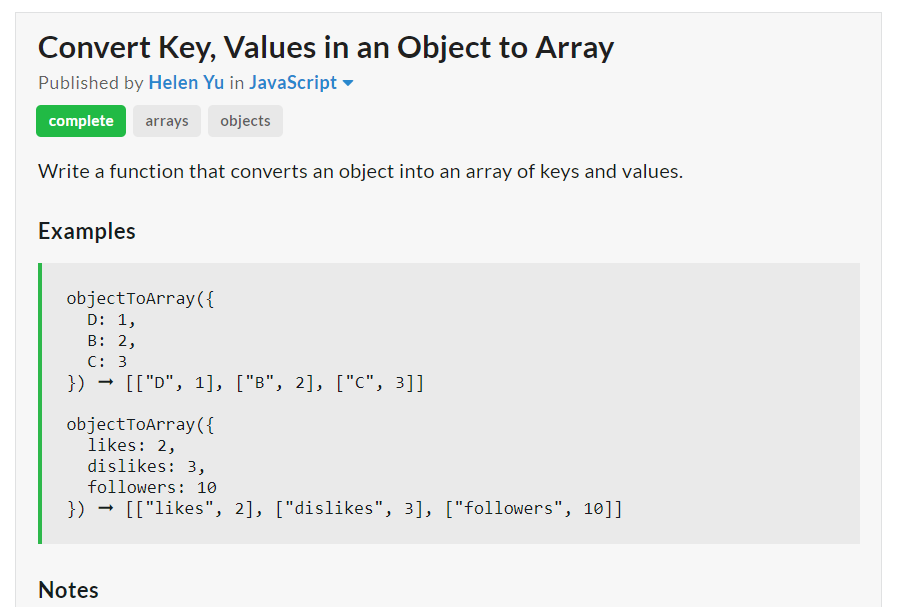 Convert Key, Values in an Object to Array
Published by Helen Yu in JavaScript
complete arrays objects
Write a function that converts an object into an array of keys and values.
Examples
objectToArray({
  D: 1,
  B: 2,
  C: 3
}) ➞ [["D", 1], ["B", 2], ["C", 3]]
objectToArray({
  likes: 2,
  dislikes: 3,
  followers: 10
}) ➞ [["likes", 2], ["dislikes", 3], ["followers", 10]]
Notes